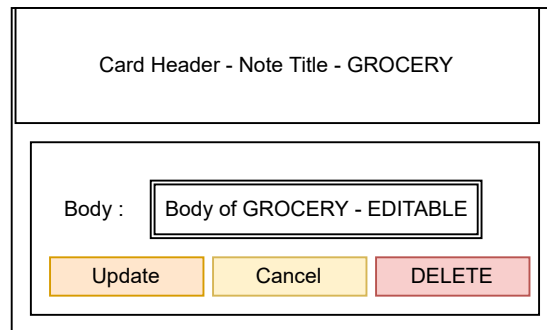 Card Header - Note Title - GROCERY
Body : Body of GROCERY - EDITABLE
Update Cancel DELETE